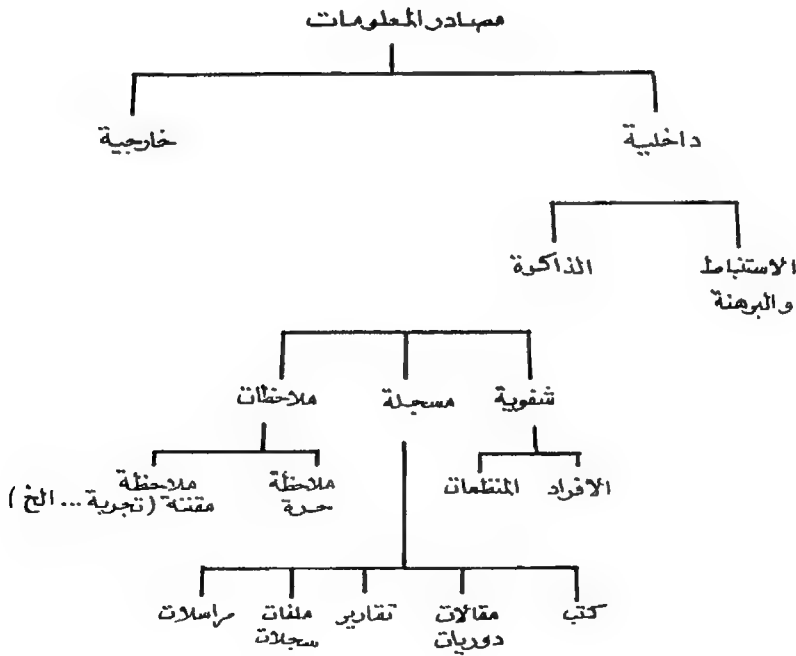 مصادر المعلومات
داخلية
خارجية
الاستنباط
والبرهنة
الذاكرة
شفوية
مسجلة
ملاحظات
الافراد
المنظمات
ملاحظة
حرة
ملاحظة
مقننة (تجربة ... الخ)
كتب
مقالات
دوريات
تقارير
ملفات
سجلات
مراسلات